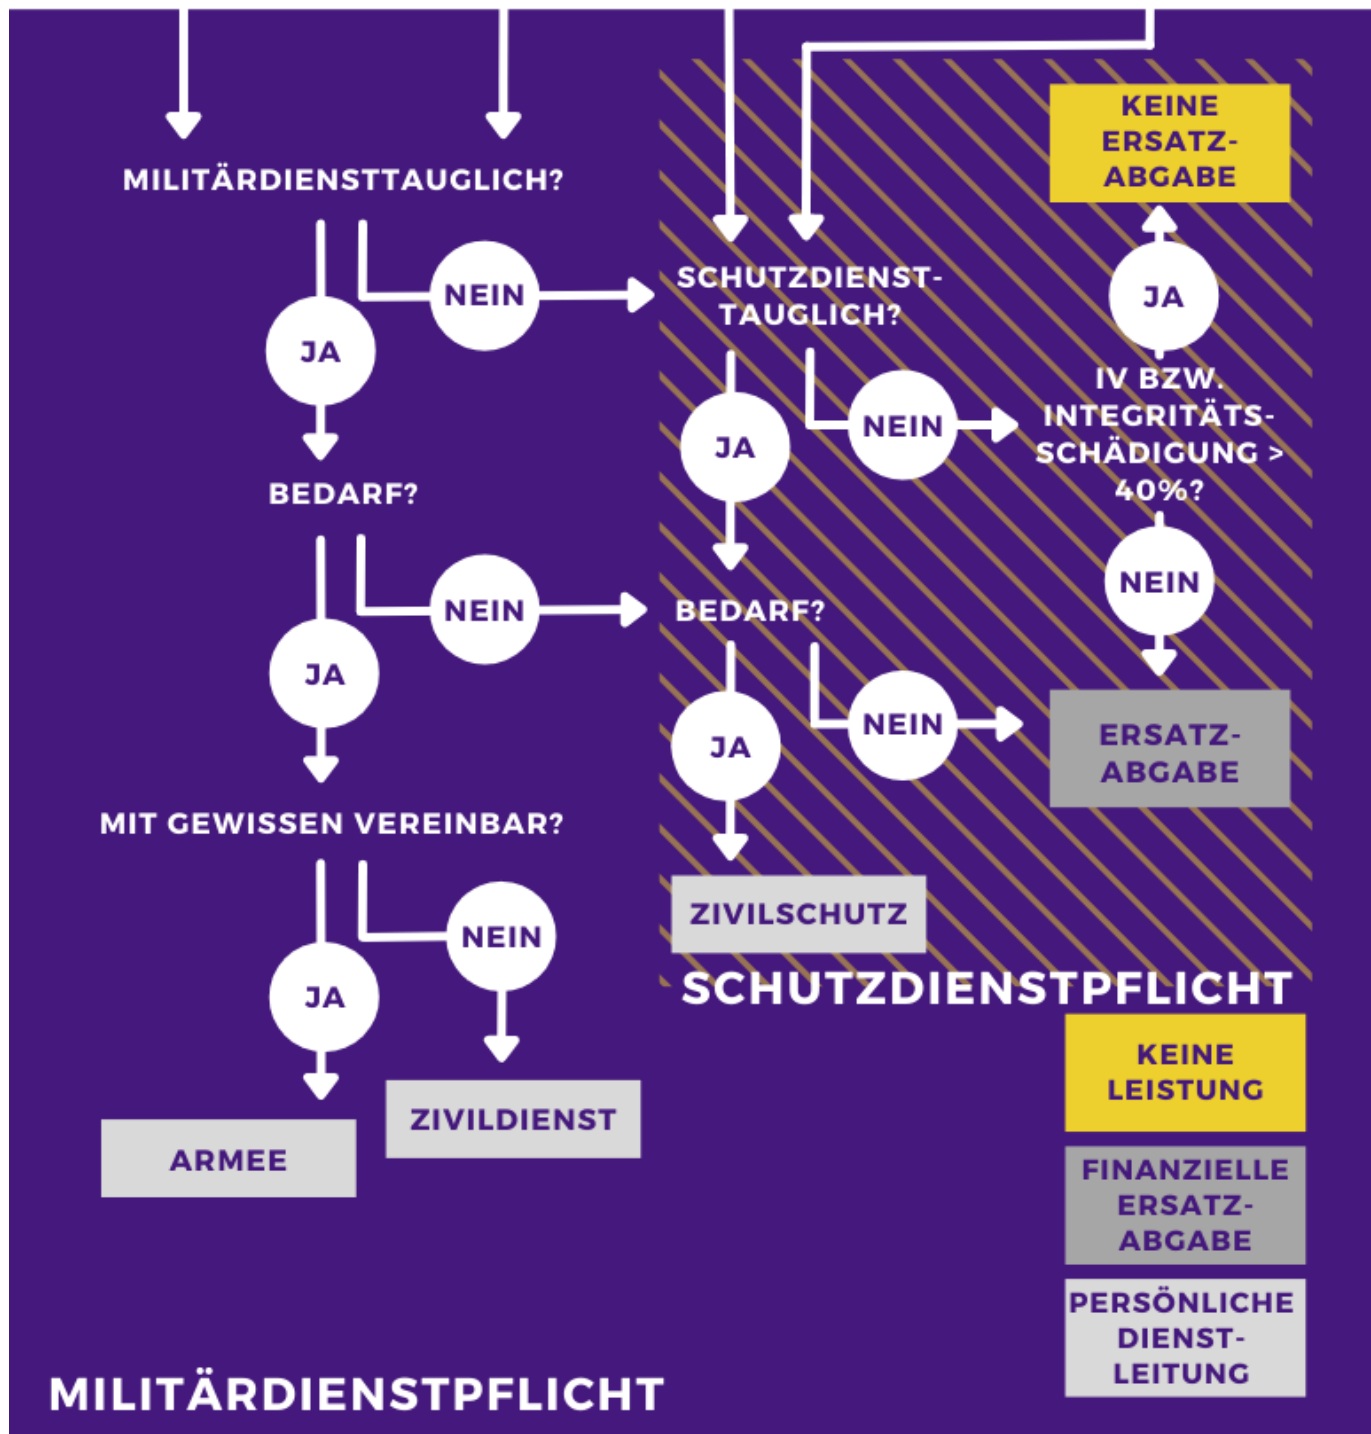 MILITÄRDIENSTTAUGLICH?
NEIN
JA
BEDARF?
NEIN
JA
MIT GEWISSEN VEREINBAR?
NEIN
JA
ZIVILDIENST
ARMEE
SCHUTZDIENST-
TAUGLICH?
NEIN
JA
BEDARF?
NEIN
JA
ZIVILSCHUTZ
KEINE
ERSATZ-
ABGABE
JA
IV BZW.
INTEGRITÄTS-
SCHÄDIGUNG >
40%?
NEIN
ERSATZ-
ABGABE
SCHUTZDIENSTPFLICHT
KEINE
LEISTUNG
FINANZIELLE
ERSATZ-
ABGABE
PERSÖNLICHE
DIENST-
LEITUNG
MILITÄRDIENSTPFLICHT